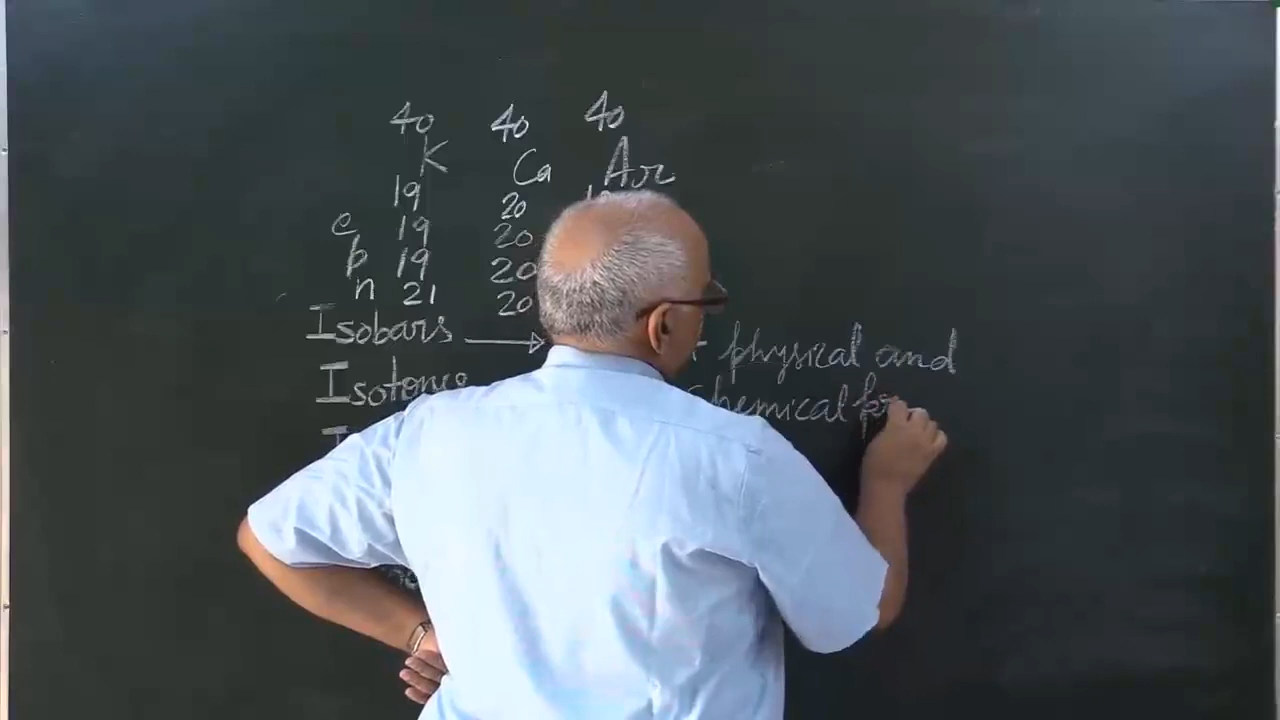 40 40 40
K Ca Ar
19 20
e 19 20
p 19 20
n 21 20
Isobars → physical and
Isotones Chemical